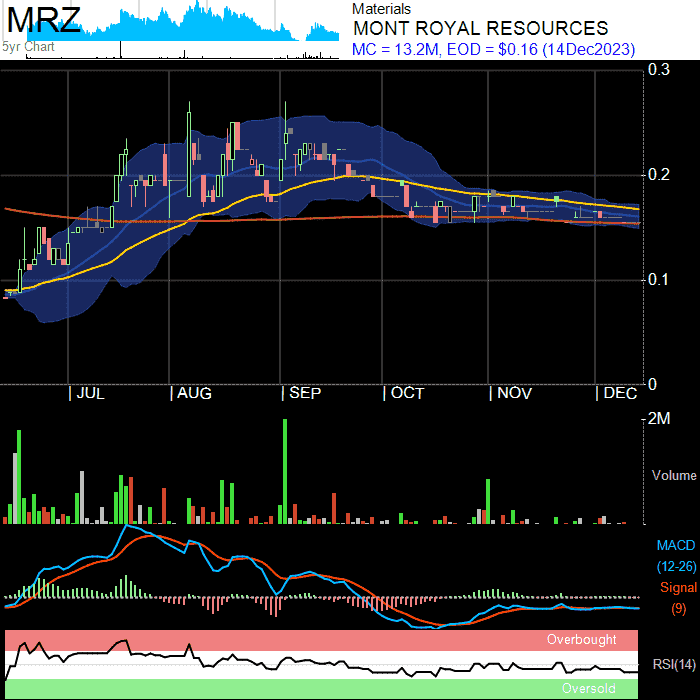 MRZ
5yr Chart
Materials
MONT ROYAL RESOURCES
MC = 13.2M, EOD = $0.16 (14Dec2023)
0.3
0.2
0.1
0
JUL AUG SEP OCT NOV DEC
2M
Volume
MACD
(12-26)
Signal
(9)
Overbought
RSI(14)
Oversold